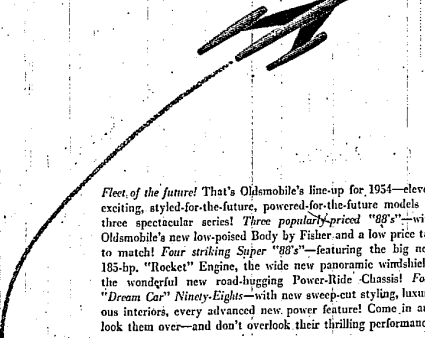 Fleet of the future! That's Oldsmobile's line-up for 1954—eleve
exciting, styled-for-the-future, powered-for-the-future models
three spectacular series! Three popularly-priced "88's"—wi
Oldsmobile's new low-poised Body by Fisher and a low price ta
to match! Four striking Super "88's"—featuring the big ne
185-hp. "Rocket" Engine, the wide new panoramic windshiel
the wonderful new road-hugging Power-Ride Chassis! Fo
"Dream Car" Ninety-Eights—with new sweep-cut styling, luxu
ous interiors, every advanced new power feature! Come in a
look them over—and don't overlook their thrilling performanc